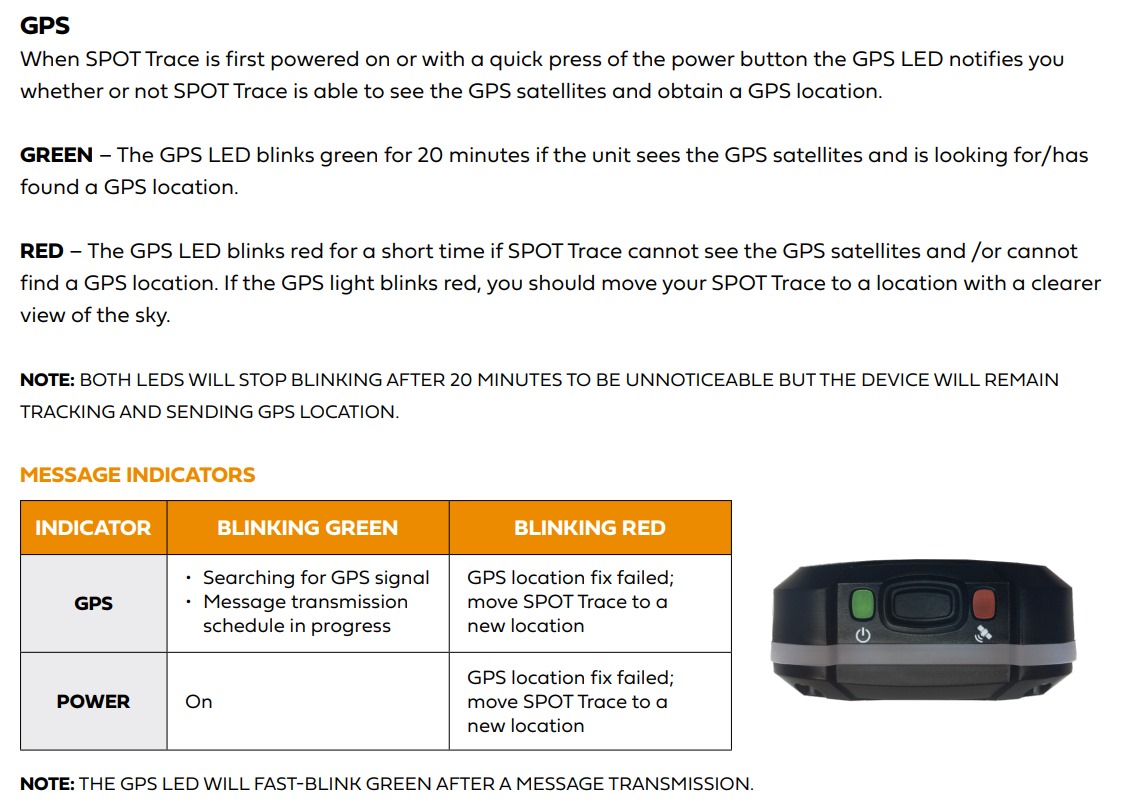 GPS
When SPOT Trace is first powered on or with a quick press of the power button the GPS LED notifies you
whether or not SPOT Trace is able to see the GPS satellites and obtain a GPS location.
GREEN – The GPS LED blinks green for 20 minutes if the unit sees the GPS satellites and is looking for/has
found a GPS location.
RED – The GPS LED blinks red for a short time if SPOT Trace cannot see the GPS satellites and /or cannot
find a GPS location. If the GPS light blinks red, you should move your SPOT Trace to a location with a clearer
view of the sky.
NOTE: BOTH LEDS WILL STOP BLINKING AFTER 20 MINUTES TO BE UNNOTICEABLE BUT THE DEVICE WILL REMAIN
TRACKING AND SENDING GPS LOCATION.
MESSAGE INDICATORS
INDICATOR BLINKING GREEN BLINKING RED
GPS
• Searching for GPS signal
• Message transmission
schedule in progress
GPS location fix failed;
move SPOT Trace to a
new location
POWER
On
GPS location fix failed;
move SPOT Trace to a
new location
NOTE: THE GPS LED WILL FAST-BLINK GREEN AFTER A MESSAGE TRANSMISSION.